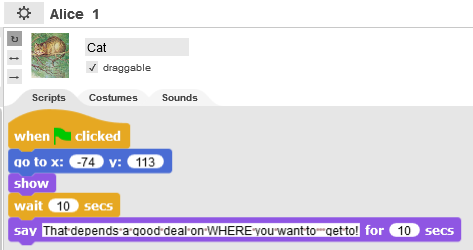 Alice 1
Cat
draggable
Scripts Costumes Sounds
when clicked
go to x: -74 y: 113
show
wait 10 secs
say That depends a good deal on WHERE you want to get to! for 10 secs